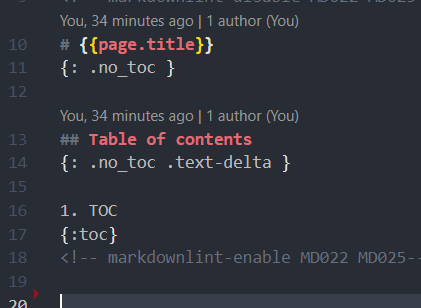 9 <!-- markdownlint-disable MD022 MD025
You, 34 minutes ago | 1 author (You)
10 # {{page.title}}
11 {: .no_toc }
12
You, 34 minutes ago | 1 author (You)
13 ## Table of contents
14 {: .no_toc .text-delta }
15
16 1. TOC
17 {:toc}
18 <!-- markdownlint-enable MD022 MD025--
19
20